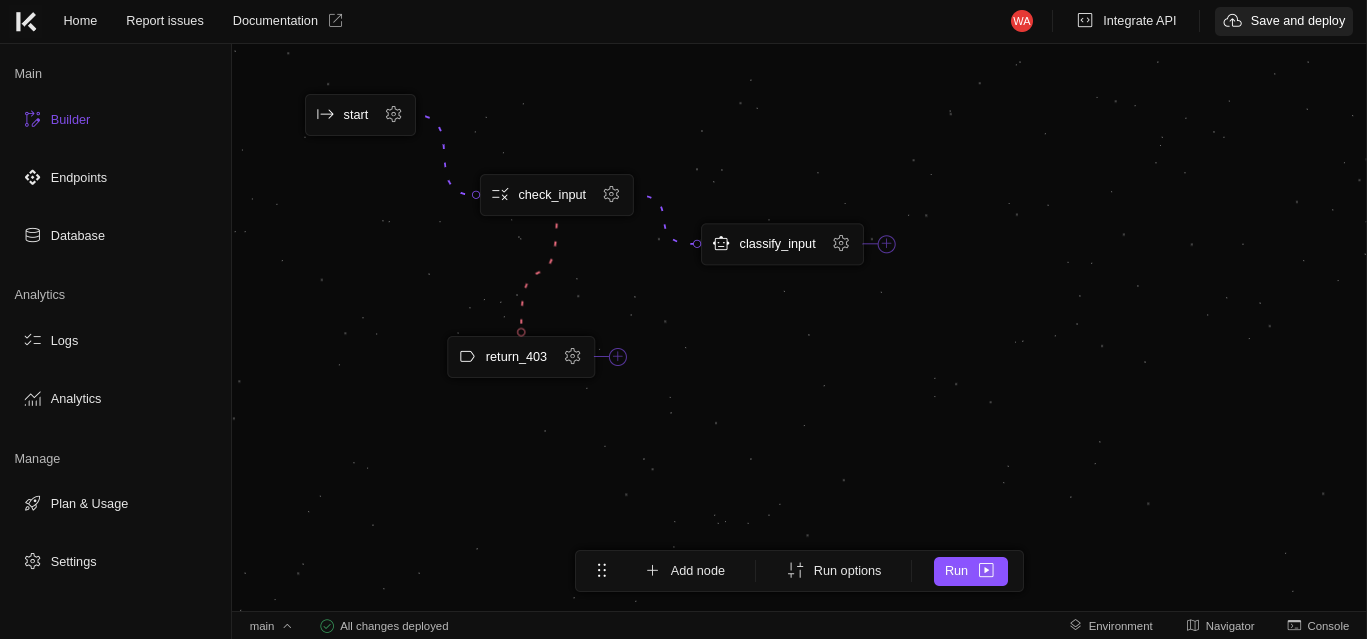 Home
Report issues
Documentation
WA
Integrate API
Save and deploy
Main
Builder
Endpoints
Database
Analytics
Logs
Analytics
Manage
Plan & Usage
Settings
start
check_input
classify_input
return_403
Add node
Run options
Run
main
All changes deployed
Environment
Navigator
Console